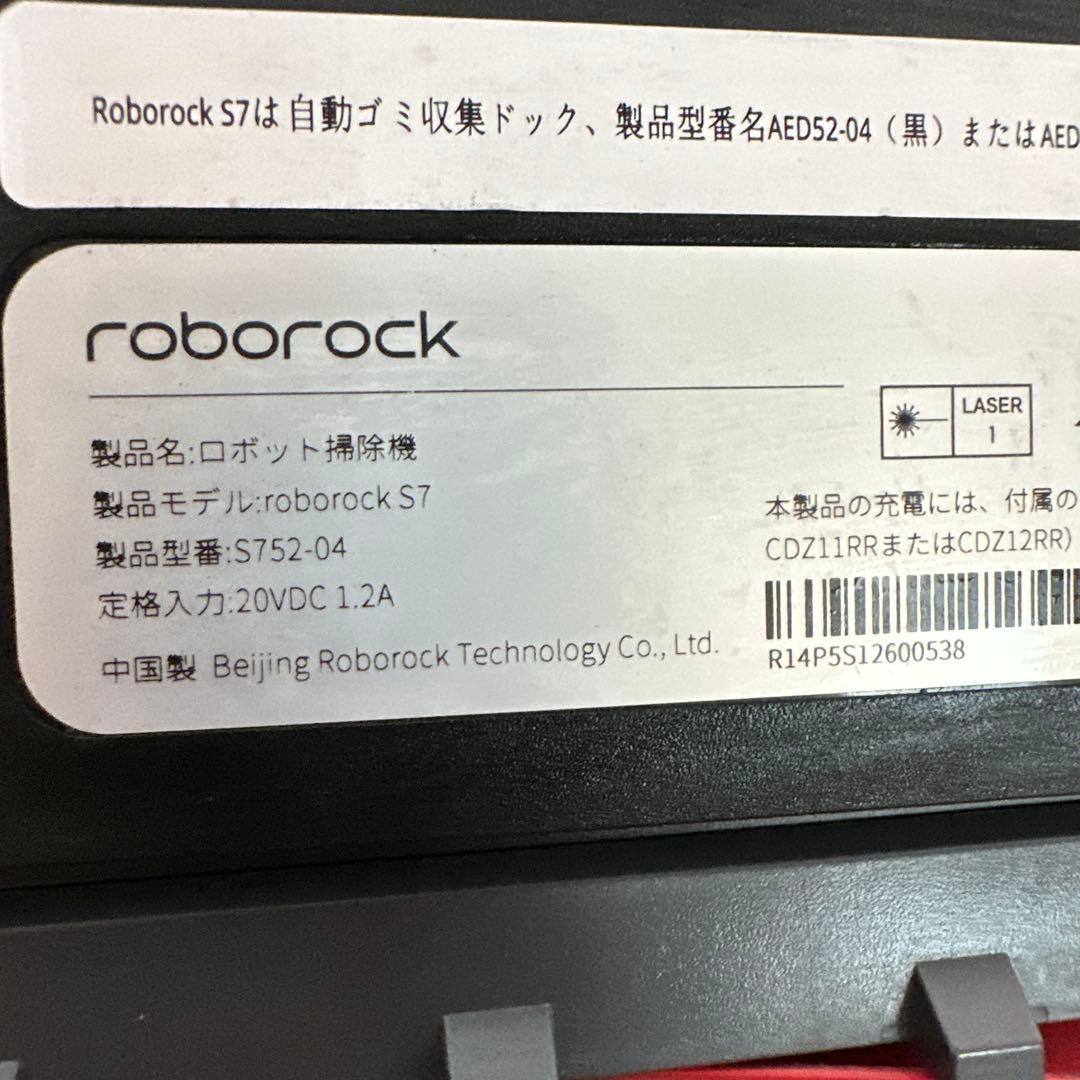 Roborock S7は 自動ゴミ収集ドック、製品型番名AED52-04（黒）またはAED
roborock
LASER
1
製品名:ロボット掃除機
製品モデル:roborock S7
製品型番:S752-04
定格入力:20VDC 1.2A
中国製 Beijing Roborock Technology Co., Ltd.
本製品の充電には、付属の
CDZ11RRまたはCDZ12RR）
R14P5S12600538